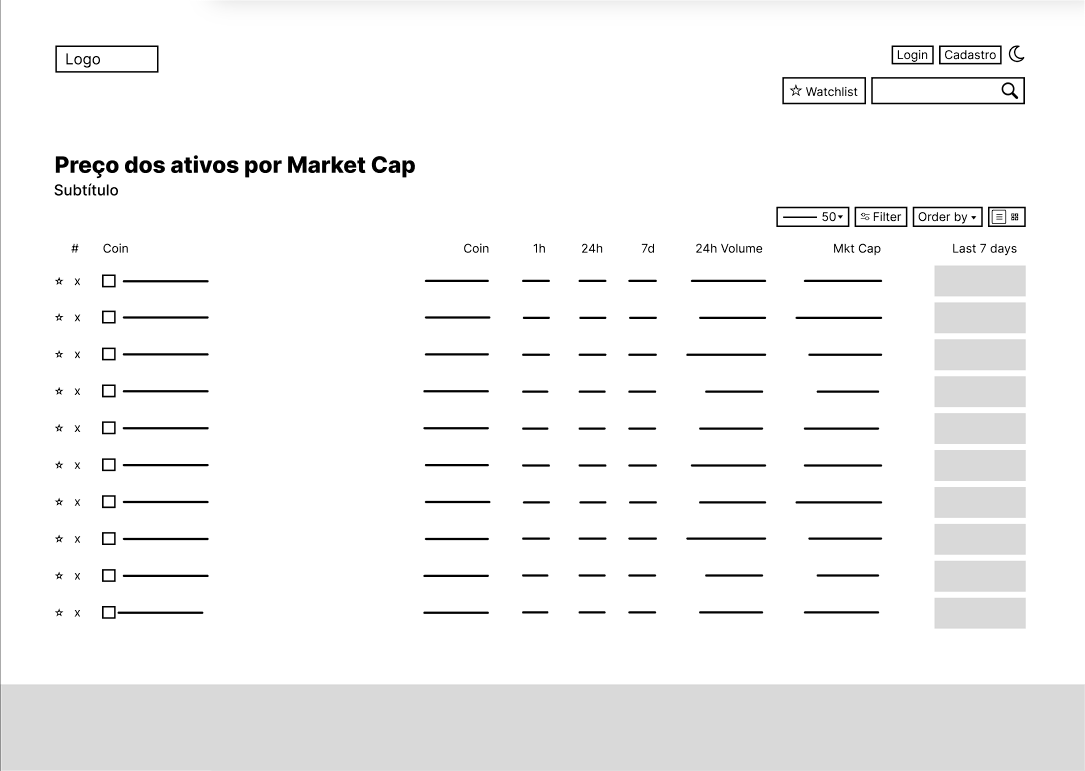 Logo
Login Cadastro
Watchlist
Preço dos ativos por Market Cap
Subtítulo
50 Filter Order by
# Coin Coin 1h 24h 7d 24h Volume Mkt Cap Last 7 days
x
x
x
x
x
x
x
x
x
x